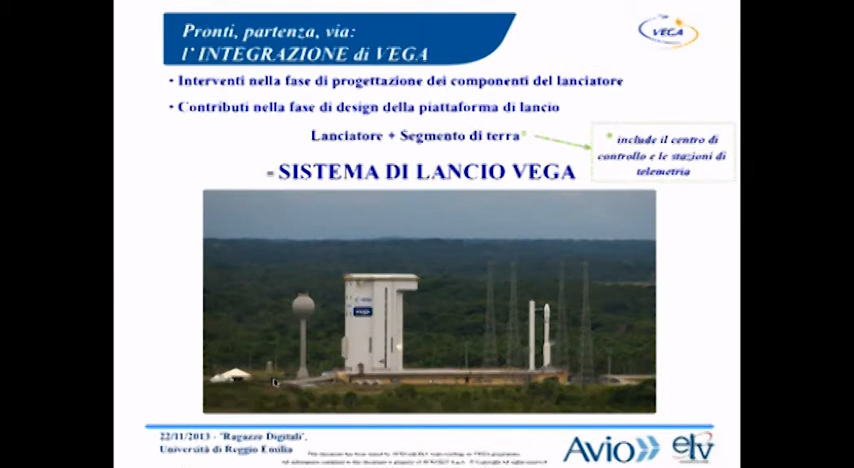 Pronti, partenza, via:
l' INTEGRAZIONE di VEGA
VEGA
• Interventi nella fase di progettazione dei componenti del lanciatore
• Contributi nella fase di design della piattaforma di lancio
Lanciatore + Segmento di terra*
* include il centro di
controllo e le stazioni di
telemetria
= SISTEMA DI LANCIO VEGA
vega
22/11/2013 - "Ragazze Digitali",
Università di Reggio Emilia
Avio
elv